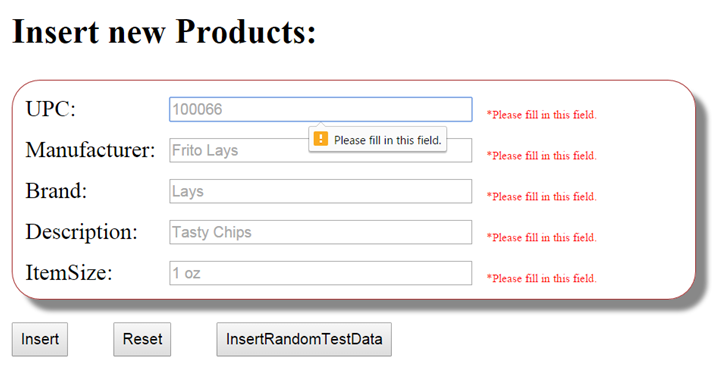 Insert new Products:
UPC: 100066 *Please fill in this field.
Please fill in this field.
Manufacturer: Frito Lays *Please fill in this field.
Brand: Lays *Please fill in this field.
Description: Tasty Chips *Please fill in this field.
ItemSize: 1 oz *Please fill in this field.
Insert Reset InsertRandomTestData